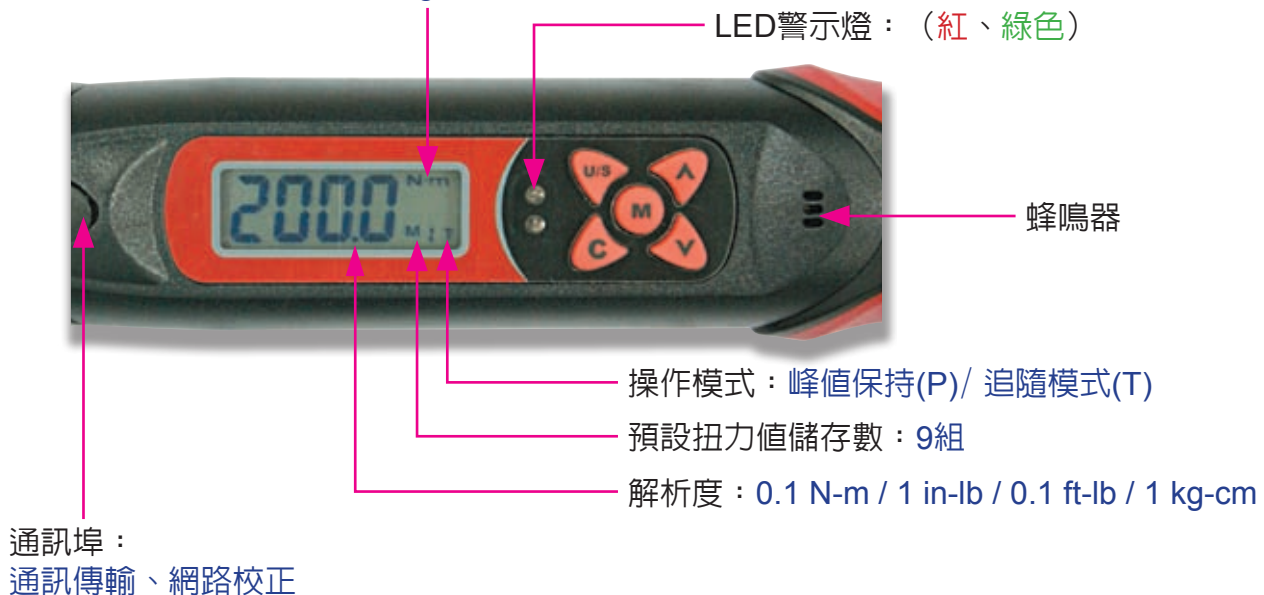 LED警示燈：（紅、綠色）
N-m
U/S
200.0
M
M 1 T
C
蜂鳴器
操作模式：峰值保持(P)/ 追隨模式(T)
預設扭力值儲存數：9組
解析度：0.1 N-m / 1 in-lb / 0.1 ft-lb / 1 kg-cm
通訊埠：
通訊傳輸、網路校正